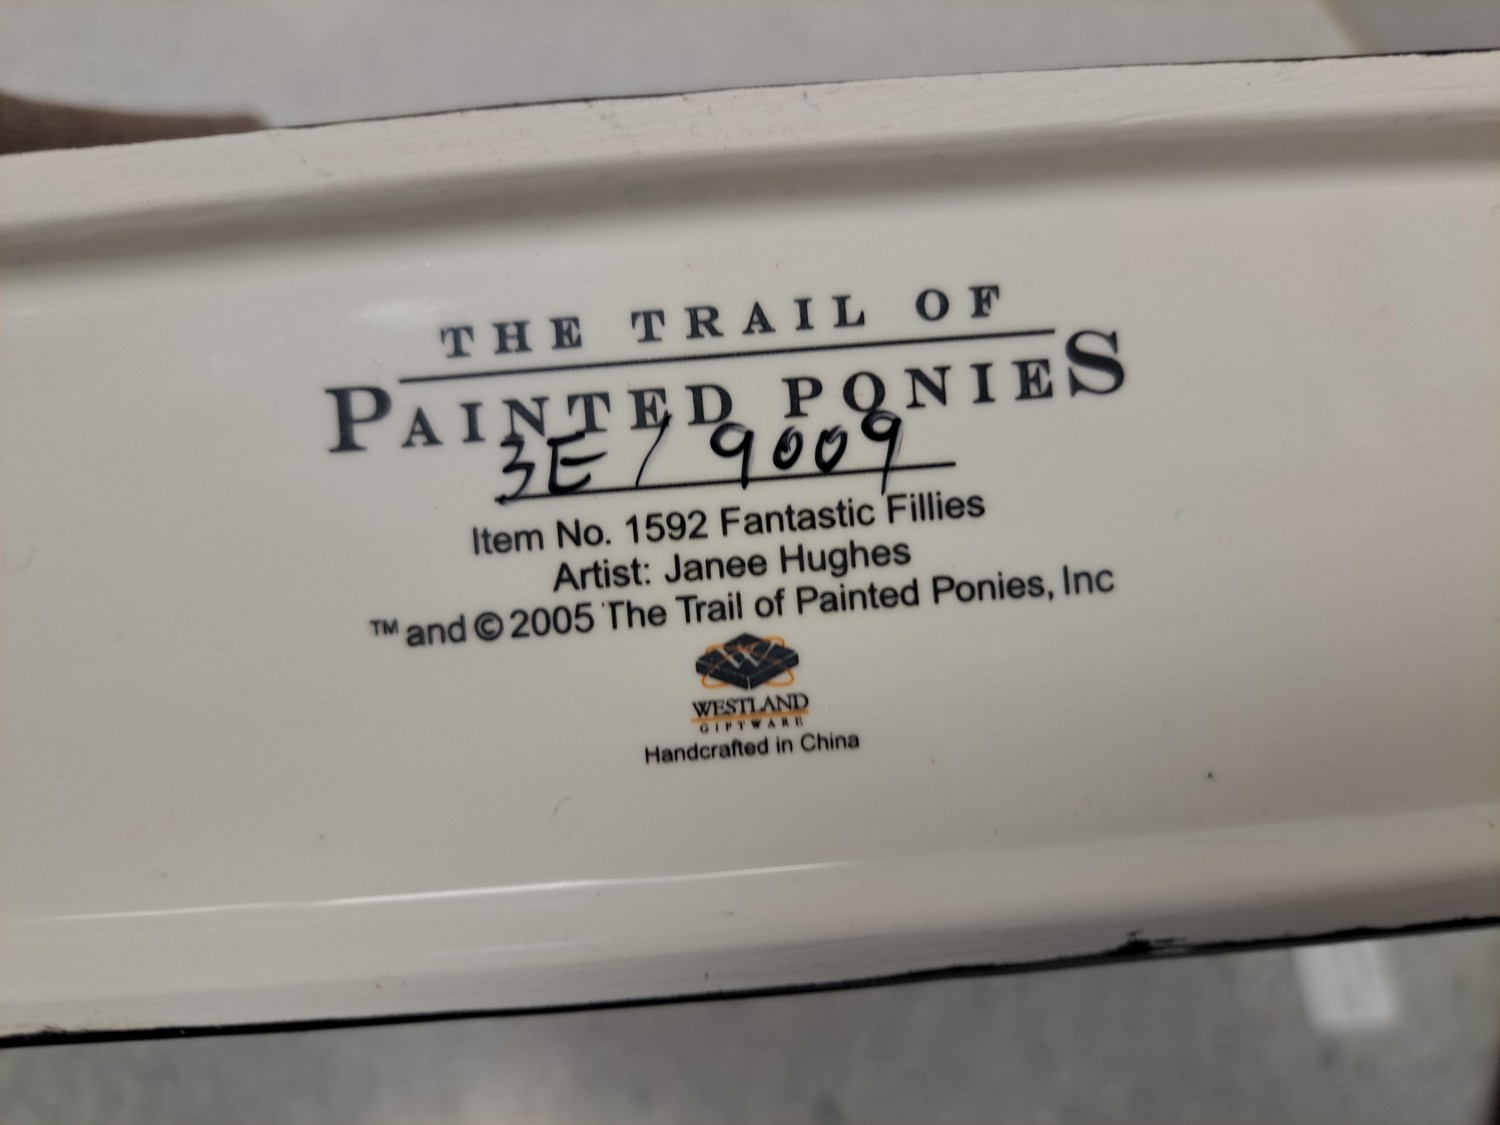 THE TRAIL OF
PAINTED PONIES
3E/9009
Item No. 1592 Fantastic Fillies
Artist: Janee Hughes
™ and © 2005 The Trail of Painted Ponies, Inc
W
WESTLAND
GIFTWARE
Handcrafted in China